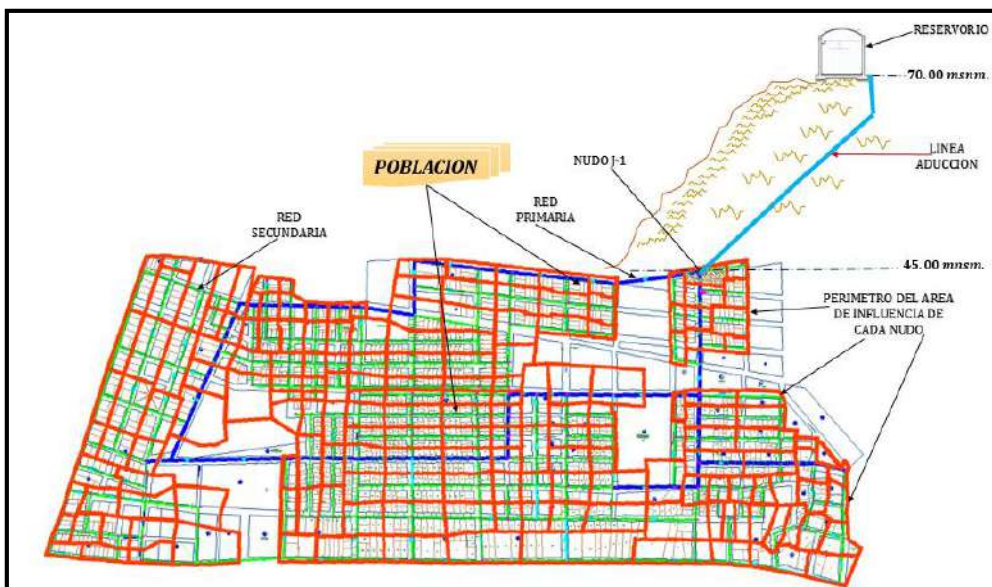 RESERVORIO
70.00 msnm.
LINEA
ADUCCION
NUDO J-1
POBLACION
RED
PRIMARIA
RED
SECUNDARIA
45.00 mnsm.
PERIMETRO DEL AREA
DE INFLUENCIA DE
CADA NUDO